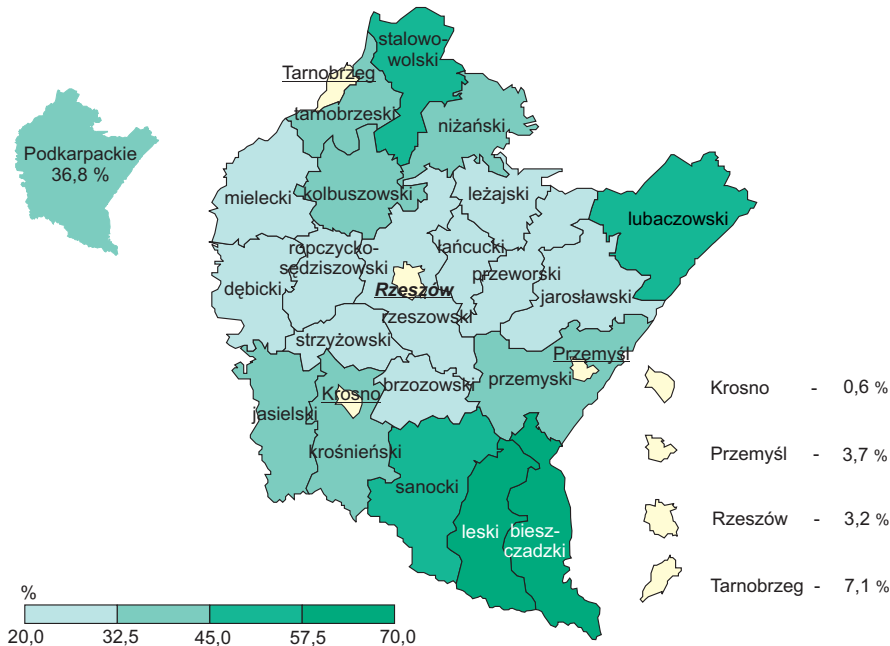 stalowo-
wolski
Tarnobrzeg
tarnobrzeski
niżański
Podkarpackie
36,8 %
mielecki
kolbuszowski
leżajski
lubaczowski
ropczycko-
sędziszowski
łańcucki
przeworski
dębicki
Rzeszów
jarosławski
rzeszowski
strzyżowski
Przemyśl
brzozowski
przemyski
Krosno
jasielski
krośnieński
sanocki
leski
biesz-
czadzki
Krosno - 0,6 %
Przemyśl - 3,7 %
Rzeszów - 3,2 %
Tarnobrzeg - 7,1 %
%
20,0 32,5 45,0 57,5 70,0